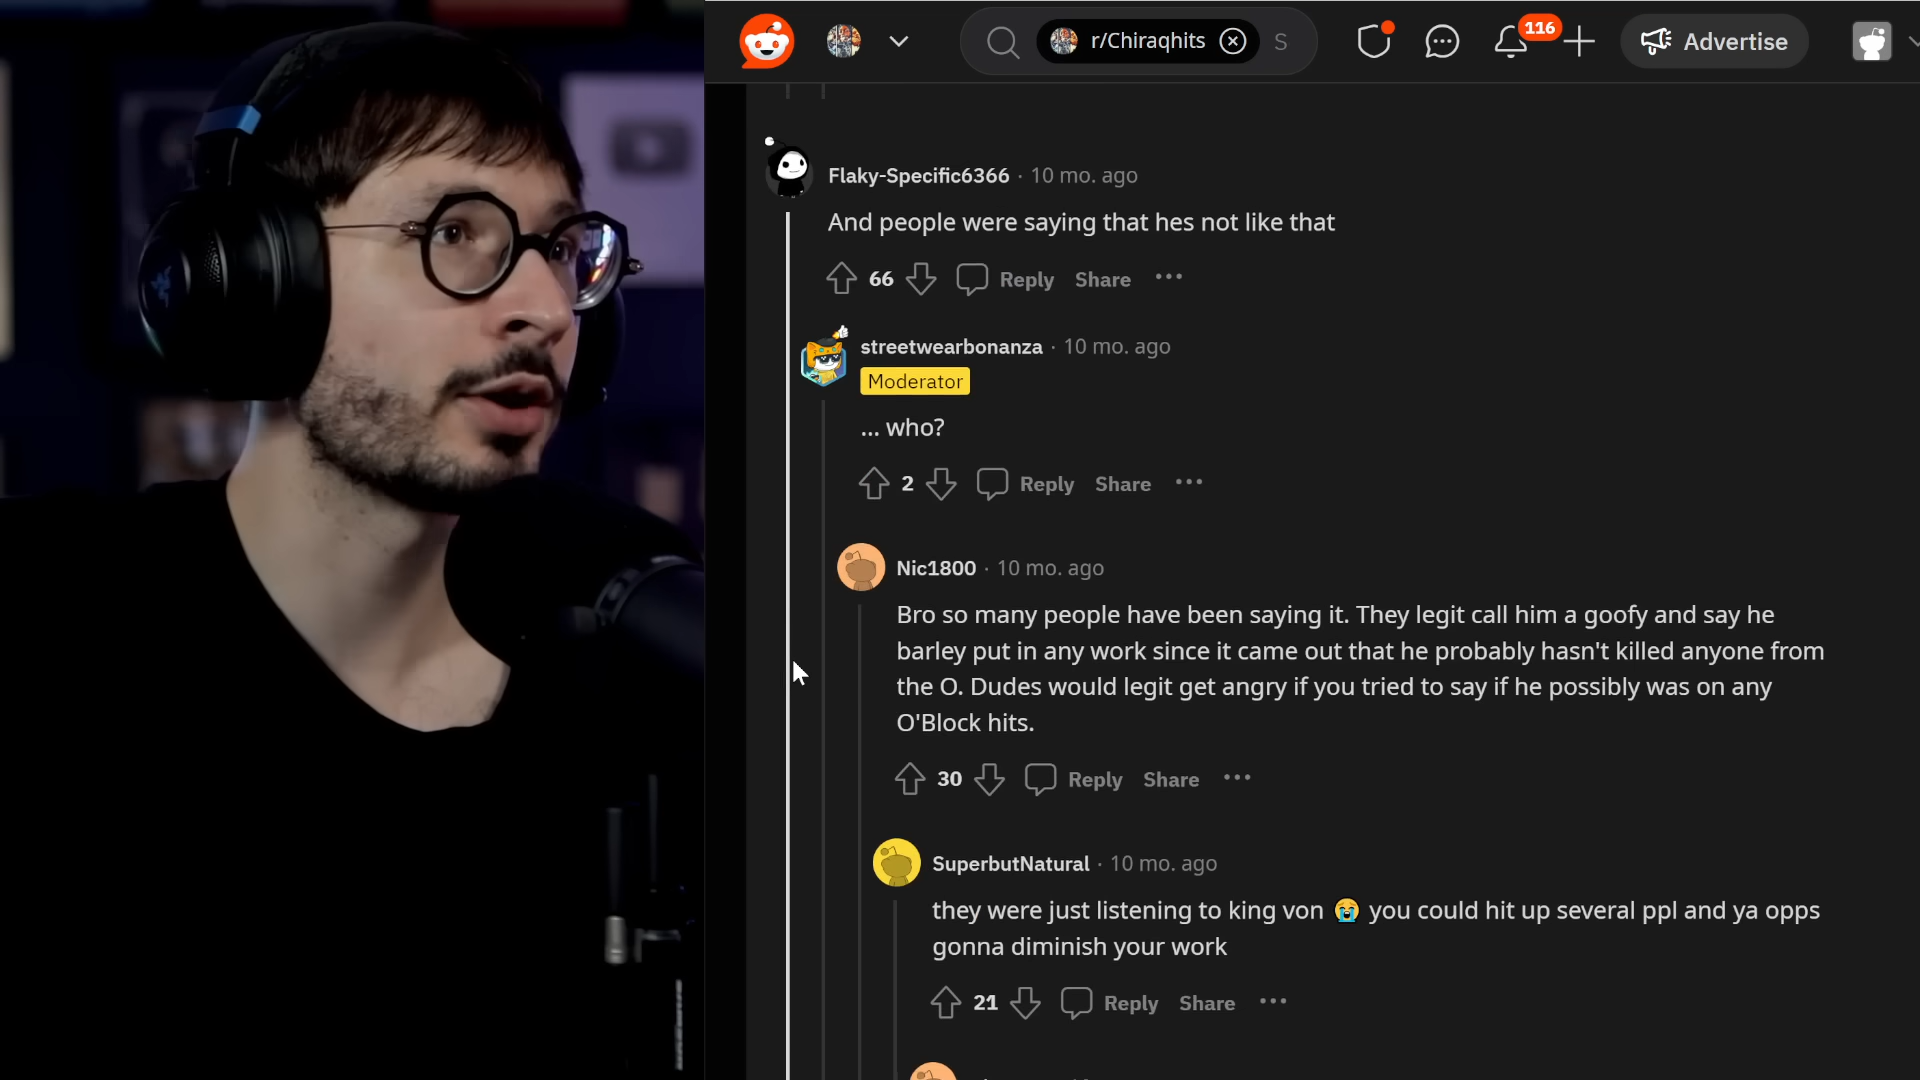 r/Chiraqhits
S
116
Advertise
Flaky-Specific6366 · 10 mo. ago
And people were saying that hes not like that
66 Reply Share ···
streetwearbonanza · 10 mo. ago
Moderator
... who?
2 Reply Share ···
Nic1800 · 10 mo. ago
Bro so many people have been saying it. They legit call him a goofy and say he
barley put in any work since it came out that he probably hasn't killed anyone from
the O. Dudes would legit get angry if you tried to say if he possibly was on any
O'Block hits.
30 Reply Share ···
SuperbutNatural · 10 mo. ago
they were just listening to king von 😭 you could hit up several ppl and ya opps
gonna diminish your work
21 Reply Share ···